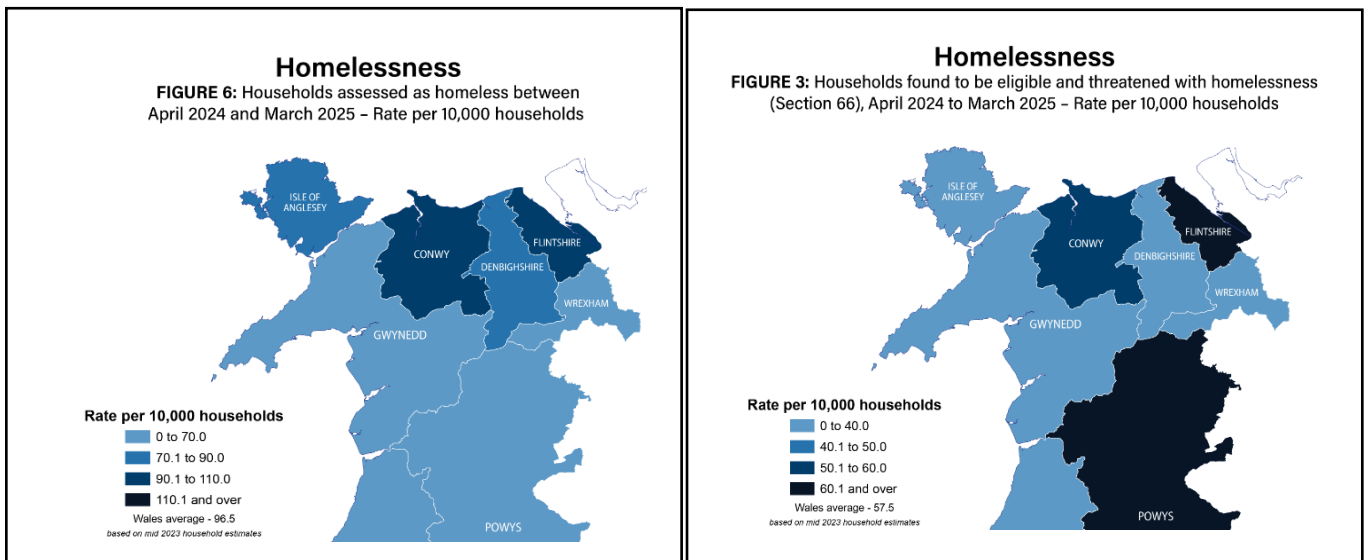 Homelessness
FIGURE 6: Households assessed as homeless between
April 2024 and March 2025 – Rate per 10,000 households
ISLE OF
ANGLESEY
CONWY
FLINTSHIRE
DENBIGHSHIRE
WREXHAM
GWYNEDD
Rate per 10,000 households
0 to 70.0
70.1 to 90.0
90.1 to 110.0
110.1 and over
Wales average - 96.5
based on mid 2023 household estimates
POWYS
Homelessness
FIGURE 3: Households found to be eligible and threatened with homelessness
(Section 66), April 2024 to March 2025 – Rate per 10,000 households
ISLE OF
ANGLESEY
FLINTSHIRE
CONWY
DENBIGHSHIRE
WREXHAM
GWYNEDD
Rate per 10,000 households
0 to 40.0
40.1 to 50.0
50.1 to 60.0
60.1 and over
Wales average - 57.5
based on mid 2023 household estimates
POWYS